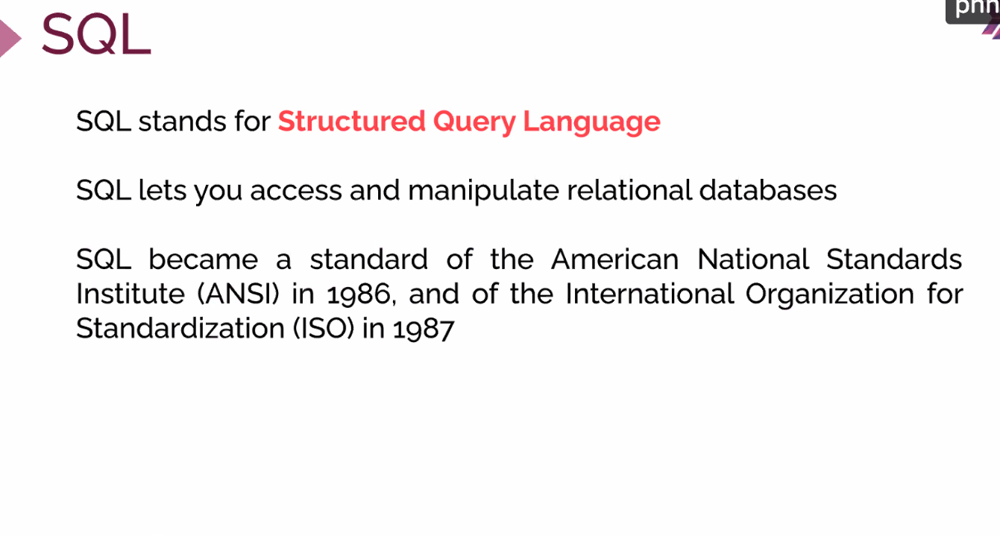 phn
SQL
SQL stands for Structured Query Language
SQL lets you access and manipulate relational databases
SQL became a standard of the American National Standards
Institute (ANSI) in 1986, and of the International Organization for
Standardization (ISO) in 1987